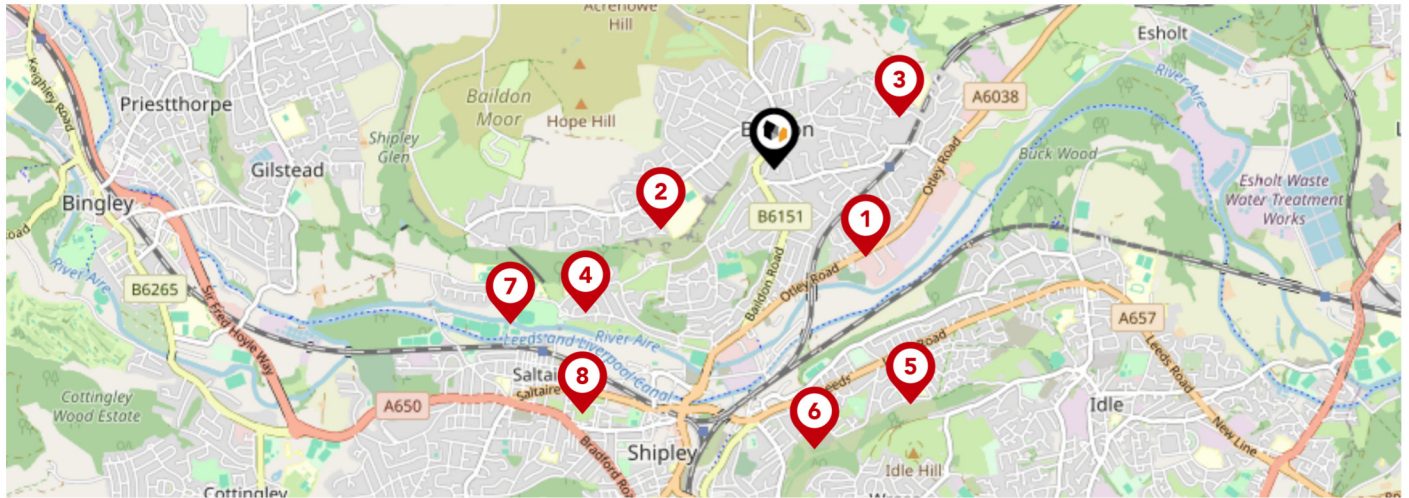 Acrehowe
Hill
Esholt
Keighley Road
Priestthorpe
Baildon
Moor
Hope Hill
3
A6038
River Aire
Shipley
Glen
Gilstead
Buck Wood
Otley Road
Esholt Waste
Water Treatment
Works
2
Bingley
B6151
1
River Aire
B6265
Sir Fred Hoyle Way
7
4
Baildon Road
Otley Road
A657
River Aire
Leeds and Liverpool Canal
Road
Leeds Road
5
8
Saltaire
Leeds
6
Cottingley
Wood Estate
A650
Idle
New Line
Bradford
Shipley
Idle Hill
Cottingley